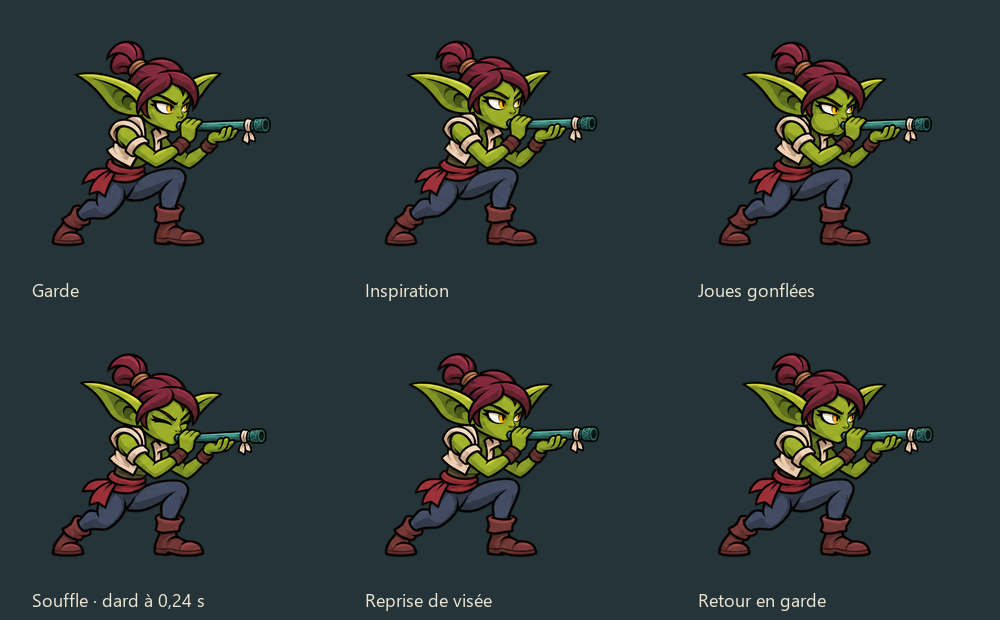 Garde
Inspiration
Joues gonflées
Souffle · dard à 0,24 s
Reprise de visée
Retour en garde